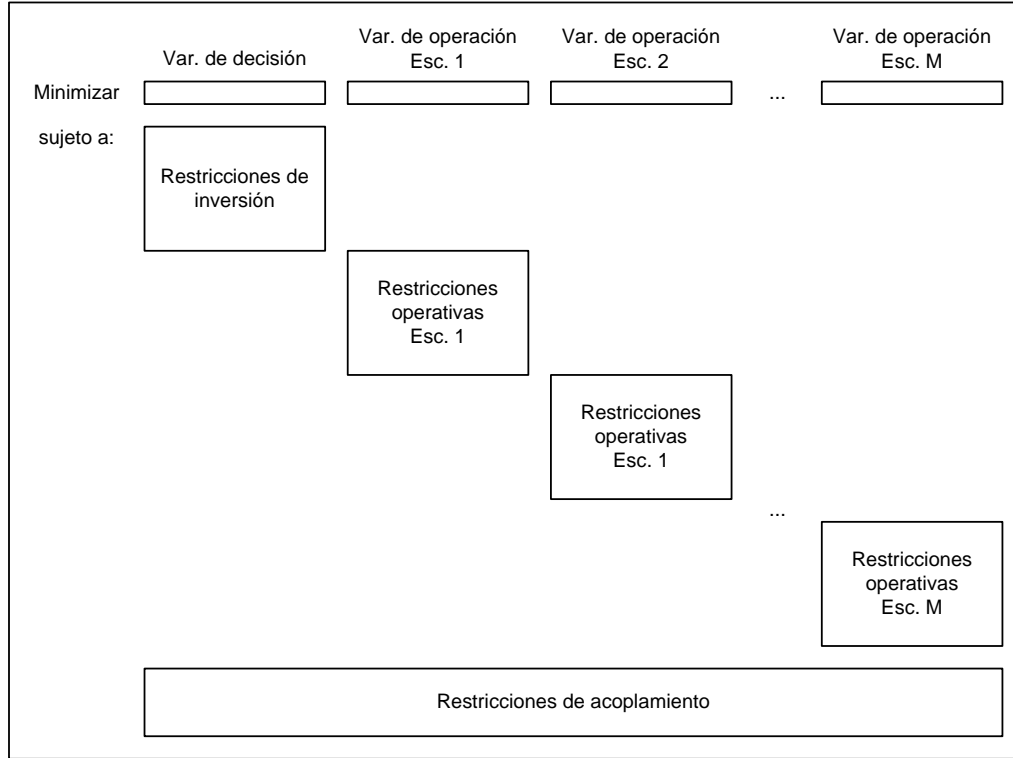 Var. de decisión
Var. de operación
Esc. 1
Var. de operación
Esc. 2
Var. de operación
Esc. M
Minimizar
...
sujeto a:
Restricciones de
inversión
Restricciones
operativas
Esc. 1
Restricciones
operativas
Esc. 1
...
Restricciones
operativas
Esc. M
Restricciones de acoplamiento